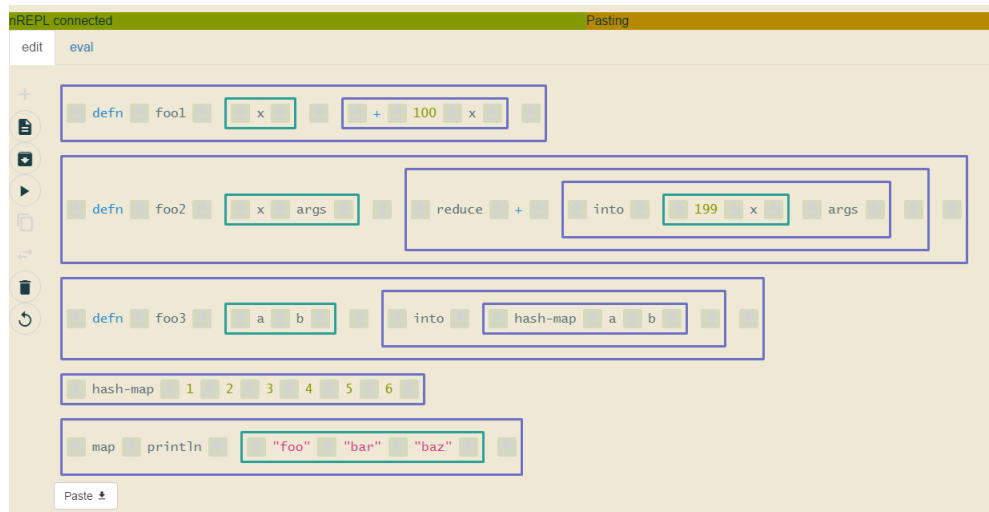 nREPL connected Pasting
edit eval
defn foo1 x + 100 x
defn foo2 x args reduce + into 199 x args
defn foo3 a b into hash-map a b
hash-map 1 2 3 4 5 6
map println "foo" "bar" "baz"
Paste